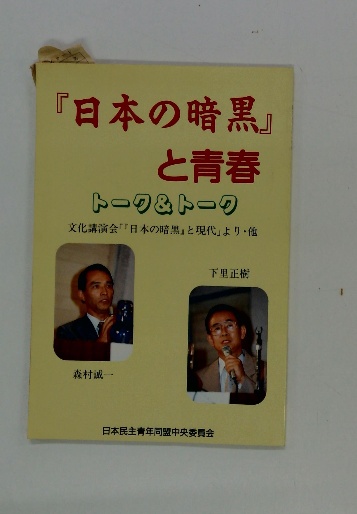 『日本の暗黒』
と青春
トーク&トーク
文化講演会「『日本の暗黒』と現代」より・他
下里正樹
森村誠一
日本民主青年同盟中央委員会